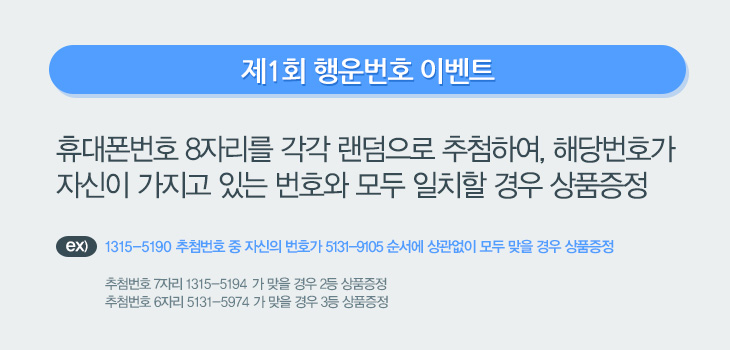 제1회 행운번호 이벤트
휴대폰번호 8자리를 각각 랜덤으로 추첨하여, 해당번호가
자신이 가지고 있는 번호와 모두 일치할 경우 상품증정
ex) 1315-5190 추첨번호 중 자신의 번호가 5131-9105 순서에 상관없이 모두 맞을 경우 상품증정
추첨번호 7자리 1315-5194 가 맞을 경우 2등 상품증정
추첨번호 6자리 5131-5974 가 맞을 경우 3등 상품증정